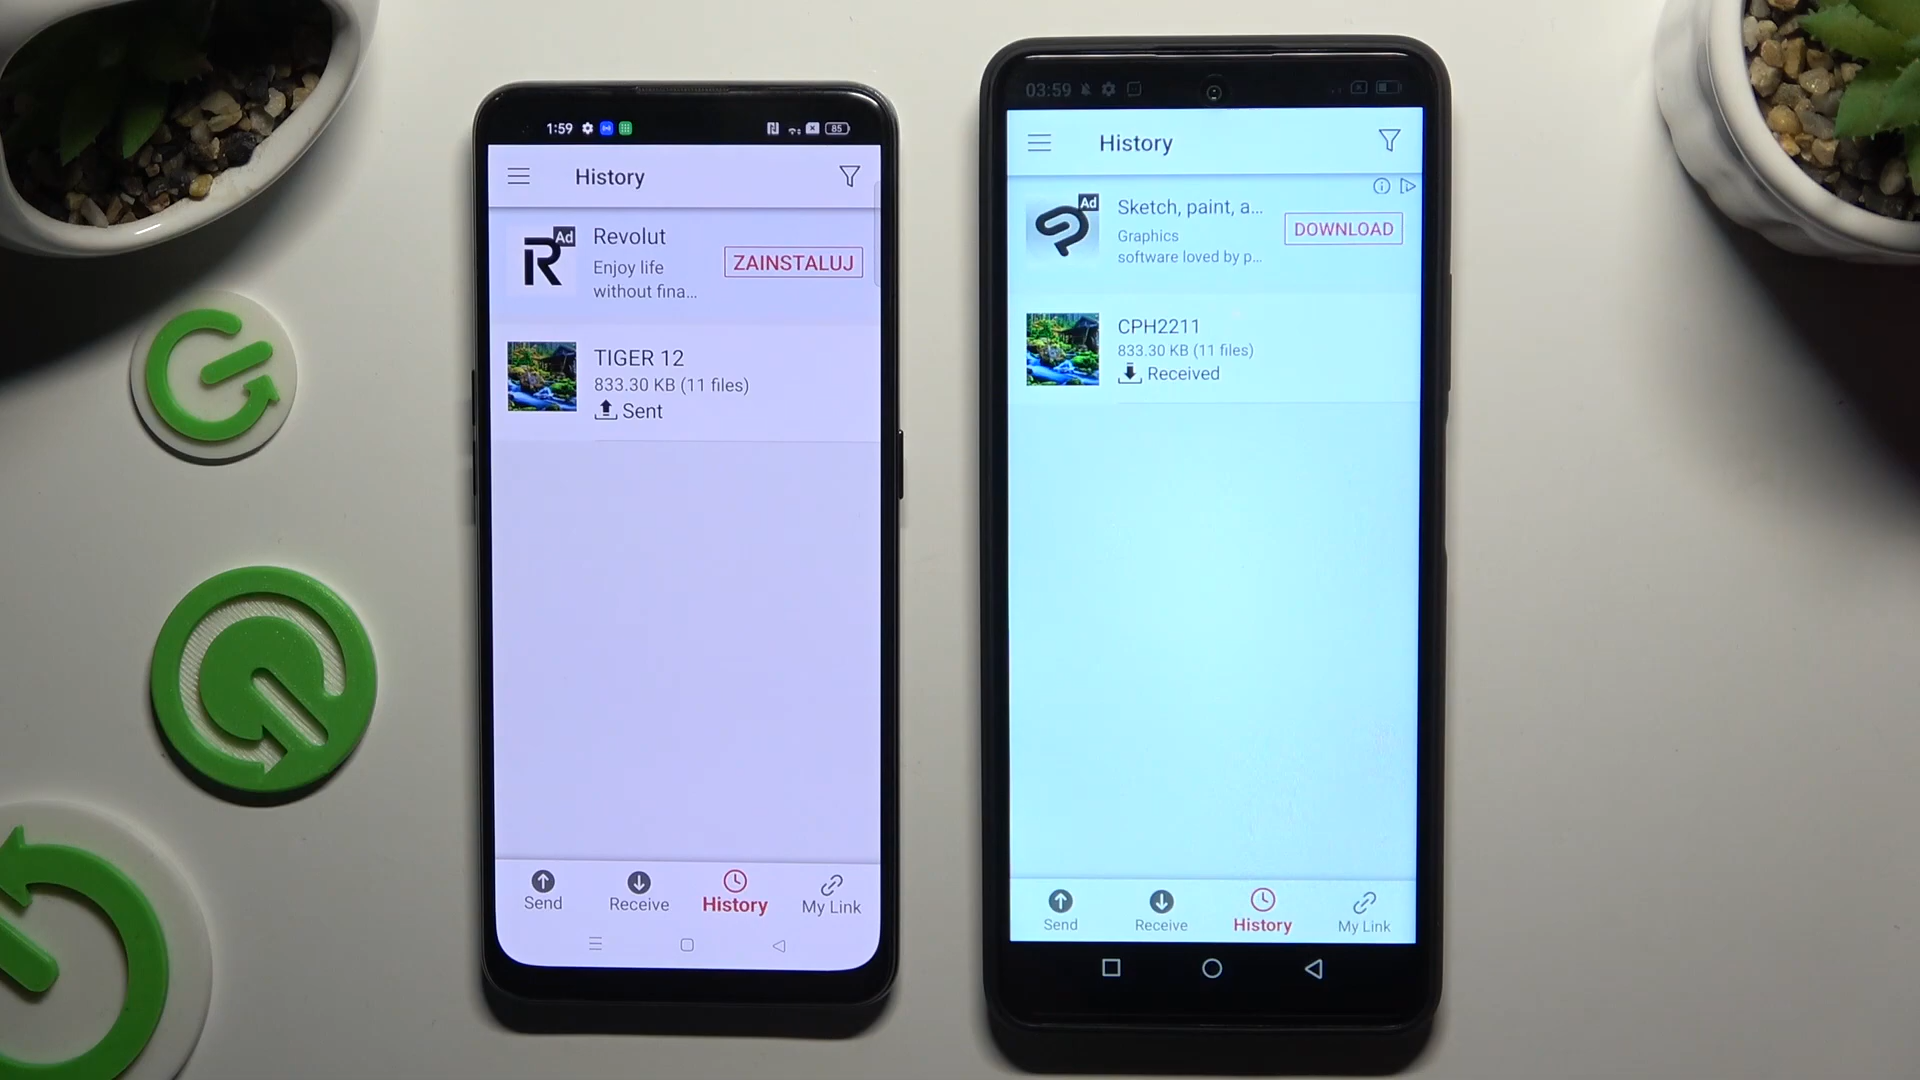 1:59
85
History
Ad
Revolut
Enjoy life
without fina...
ZAINSTALUJ
TIGER 12
833.30 KB (11 files)
Sent
Send
Receive
History
My Link
03:59
History
Ad
Sketch, paint, a...
Graphics
software loved by p...
DOWNLOAD
CPH2211
833.30 KB (11 files)
Received
Send
Receive
History
My Link